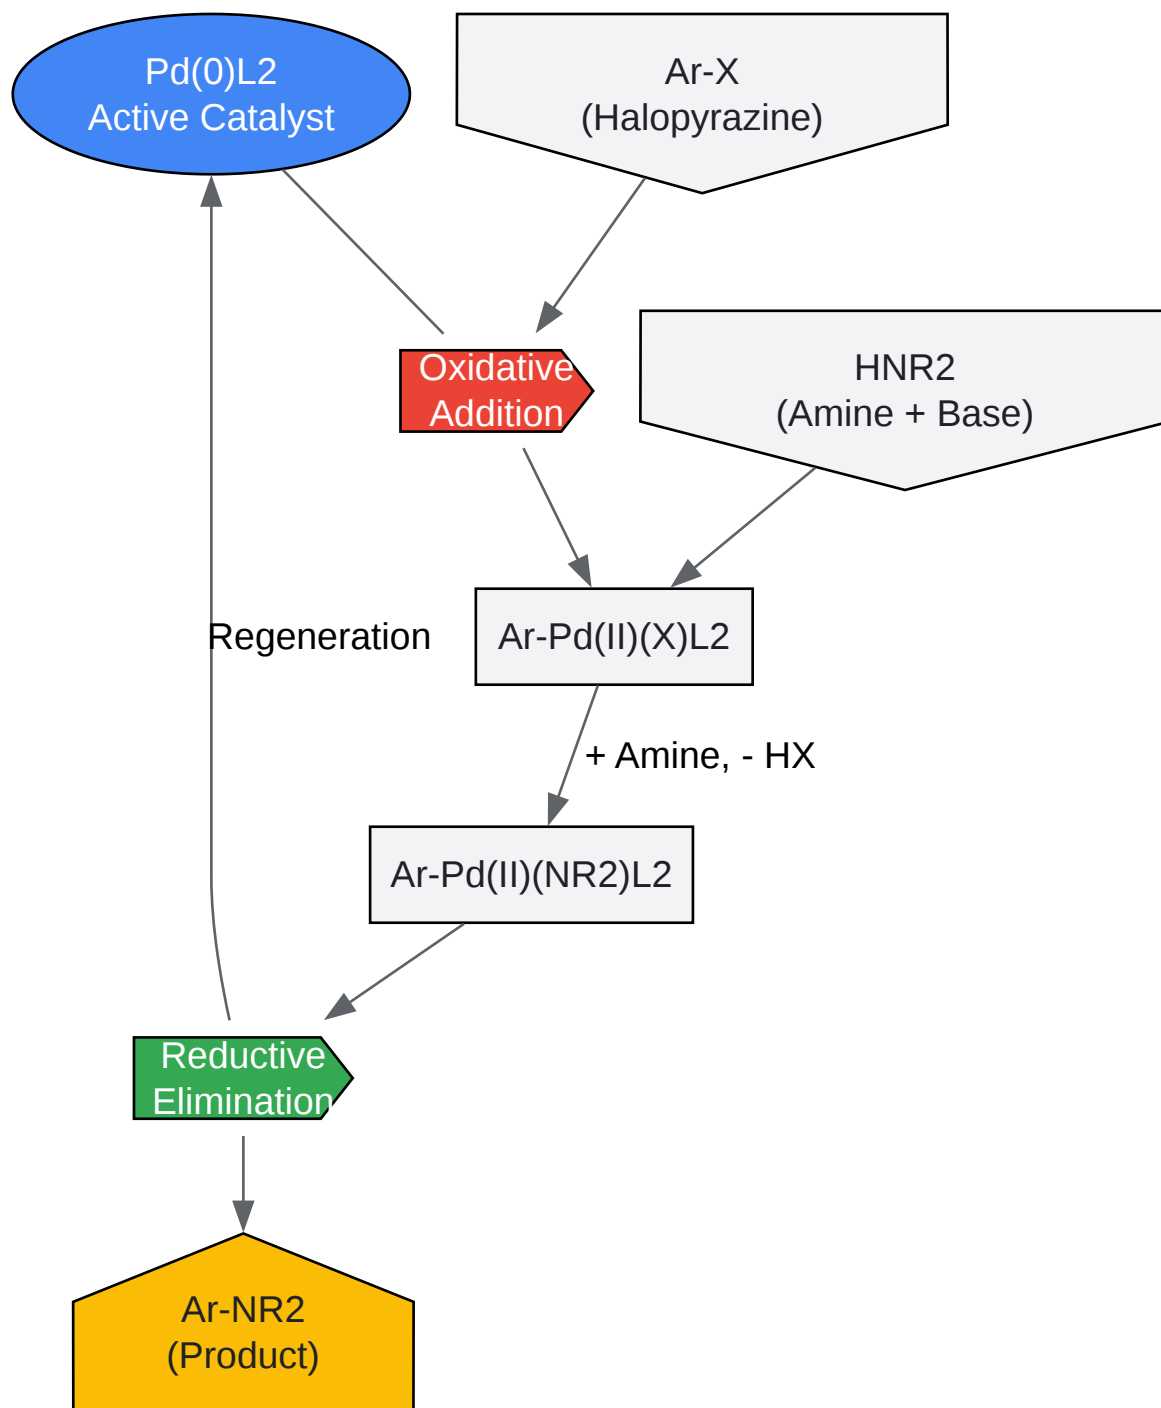 Pd(0)L2
Active Catalyst
Ar-X
(Halopyrazine)
Oxidative
Addition
HNR2
(Amine + Base)
Regeneration
Ar-Pd(II)(X)L2
+ Amine, - HX
Ar-Pd(II)(NR2)L2
Reductive
Elimination
Ar-NR2
(Product)